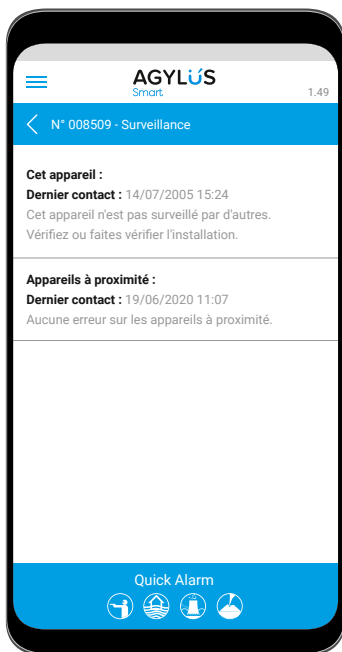 AGYLÚS
Smart
1.49
N° 008509 - Surveillance
Cet appareil :
Dernier contact : 14/07/2005 15:24
Cet appareil n'est pas surveillé par d'autres.
Vérifiez ou faites vérifier l'installation.
Appareils à proximité :
Dernier contact : 19/06/2020 11:07
Aucune erreur sur les appareils à proximité.
Quick Alarm